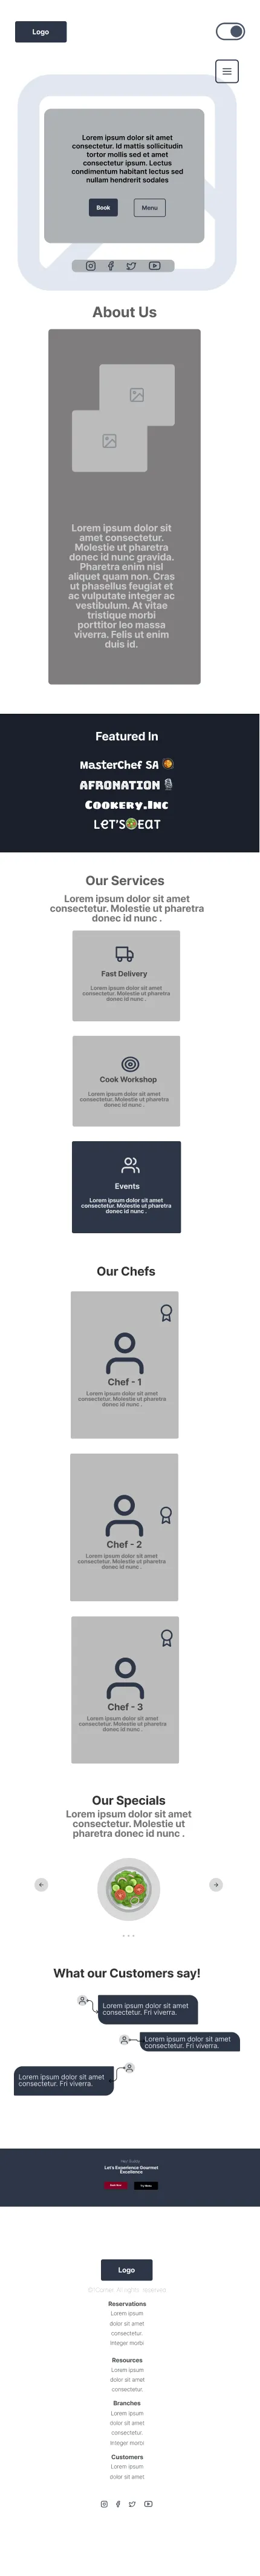 Logo
Lorem ipsum dolor sit amet
consectetur. Id mattis sollicitudin
tortor mollis sed et amet
consectetur ipsum. Lectus
condimentum habitant lectus sed
nullam hendrerit sodales
Book
Menu
About Us
Lorem ipsum dolor sit
amet consectetur.
Molestie ut pharetra
donec id nunc gravida.
Pharetra enim nisl
aliquet quam non. Cras
ut phasellus feugiat et
ac vulputate integer ac
vestibulum. At vitae
tristique morbi
porttitor leo massa
viverra. Felis ut enim
duis id.
Featured In
MasterChef SA
AFRONATION
Cookery.Inc
LET'S EAT
Our Services
Lorem ipsum dolor sit amet
consectetur. Molestie ut pharetra
donec id nunc .
Fast Delivery
Lorem ipsum dolor sit amet
consectetur. Molestie ut pharetra
donec id nunc .
Cook Workshop
Lorem ipsum dolor sit amet
consectetur. Molestie ut pharetra
donec id nunc .
Events
Lorem ipsum dolor sit amet
consectetur. Molestie ut pharetra
donec id nunc .
Our Chefs
Chef - 1
Lorem ipsum dolor sit amet
consectetur. Molestie ut pharetra
donec id nunc .
Chef - 2
Lorem ipsum dolor sit amet
consectetur. Molestie ut pharetra
donec id nunc .
Chef - 3
Lorem ipsum dolor sit amet
consectetur. Molestie ut pharetra
donec id nunc .
Our Specials
Lorem ipsum dolor sit amet
consectetur. Molestie ut
pharetra donec id nunc .
What our Customers say!
Lorem ipsum dolor sit amet
consectetur. Fri viverra.
Lorem ipsum dolor sit amet
consectetur. Fri viverra.
Lorem ipsum dolor sit amet
consectetur. Fri viverra.
Let's Experience Gourmet
Excellence
Book Now
Logo
All rights reserved
Reservations
Lorem ipsum
dolor sit amet
consectetur.
Integer morbi
Resources
Lorem ipsum
dolor sit amet
consectetur.
Branches
Lorem ipsum
dolor sit amet
consectetur.
Integer morbi
Customers
Lorem ipsum
dolor sit amet